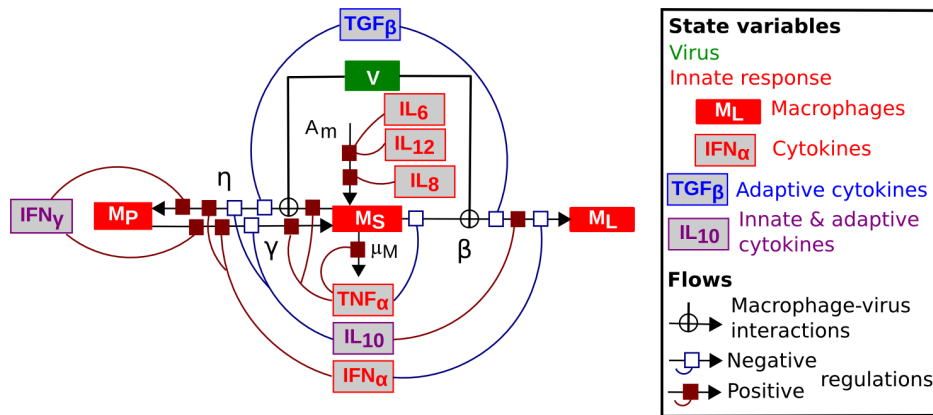 TGFβ
V
IL6
Am
IL12
IL8
η
IFNγ
MP
MS
ML
γ
μM
β
TNFα
IL10
IFNα
State variables
Virus
Innate response
ML Macrophages
IFNα Cytokines
TGFβ Adaptive cytokines
IL10 Innate & adaptive
cytokines
Flows
Macrophage-virus
interactions
Negative
regulations
Positive